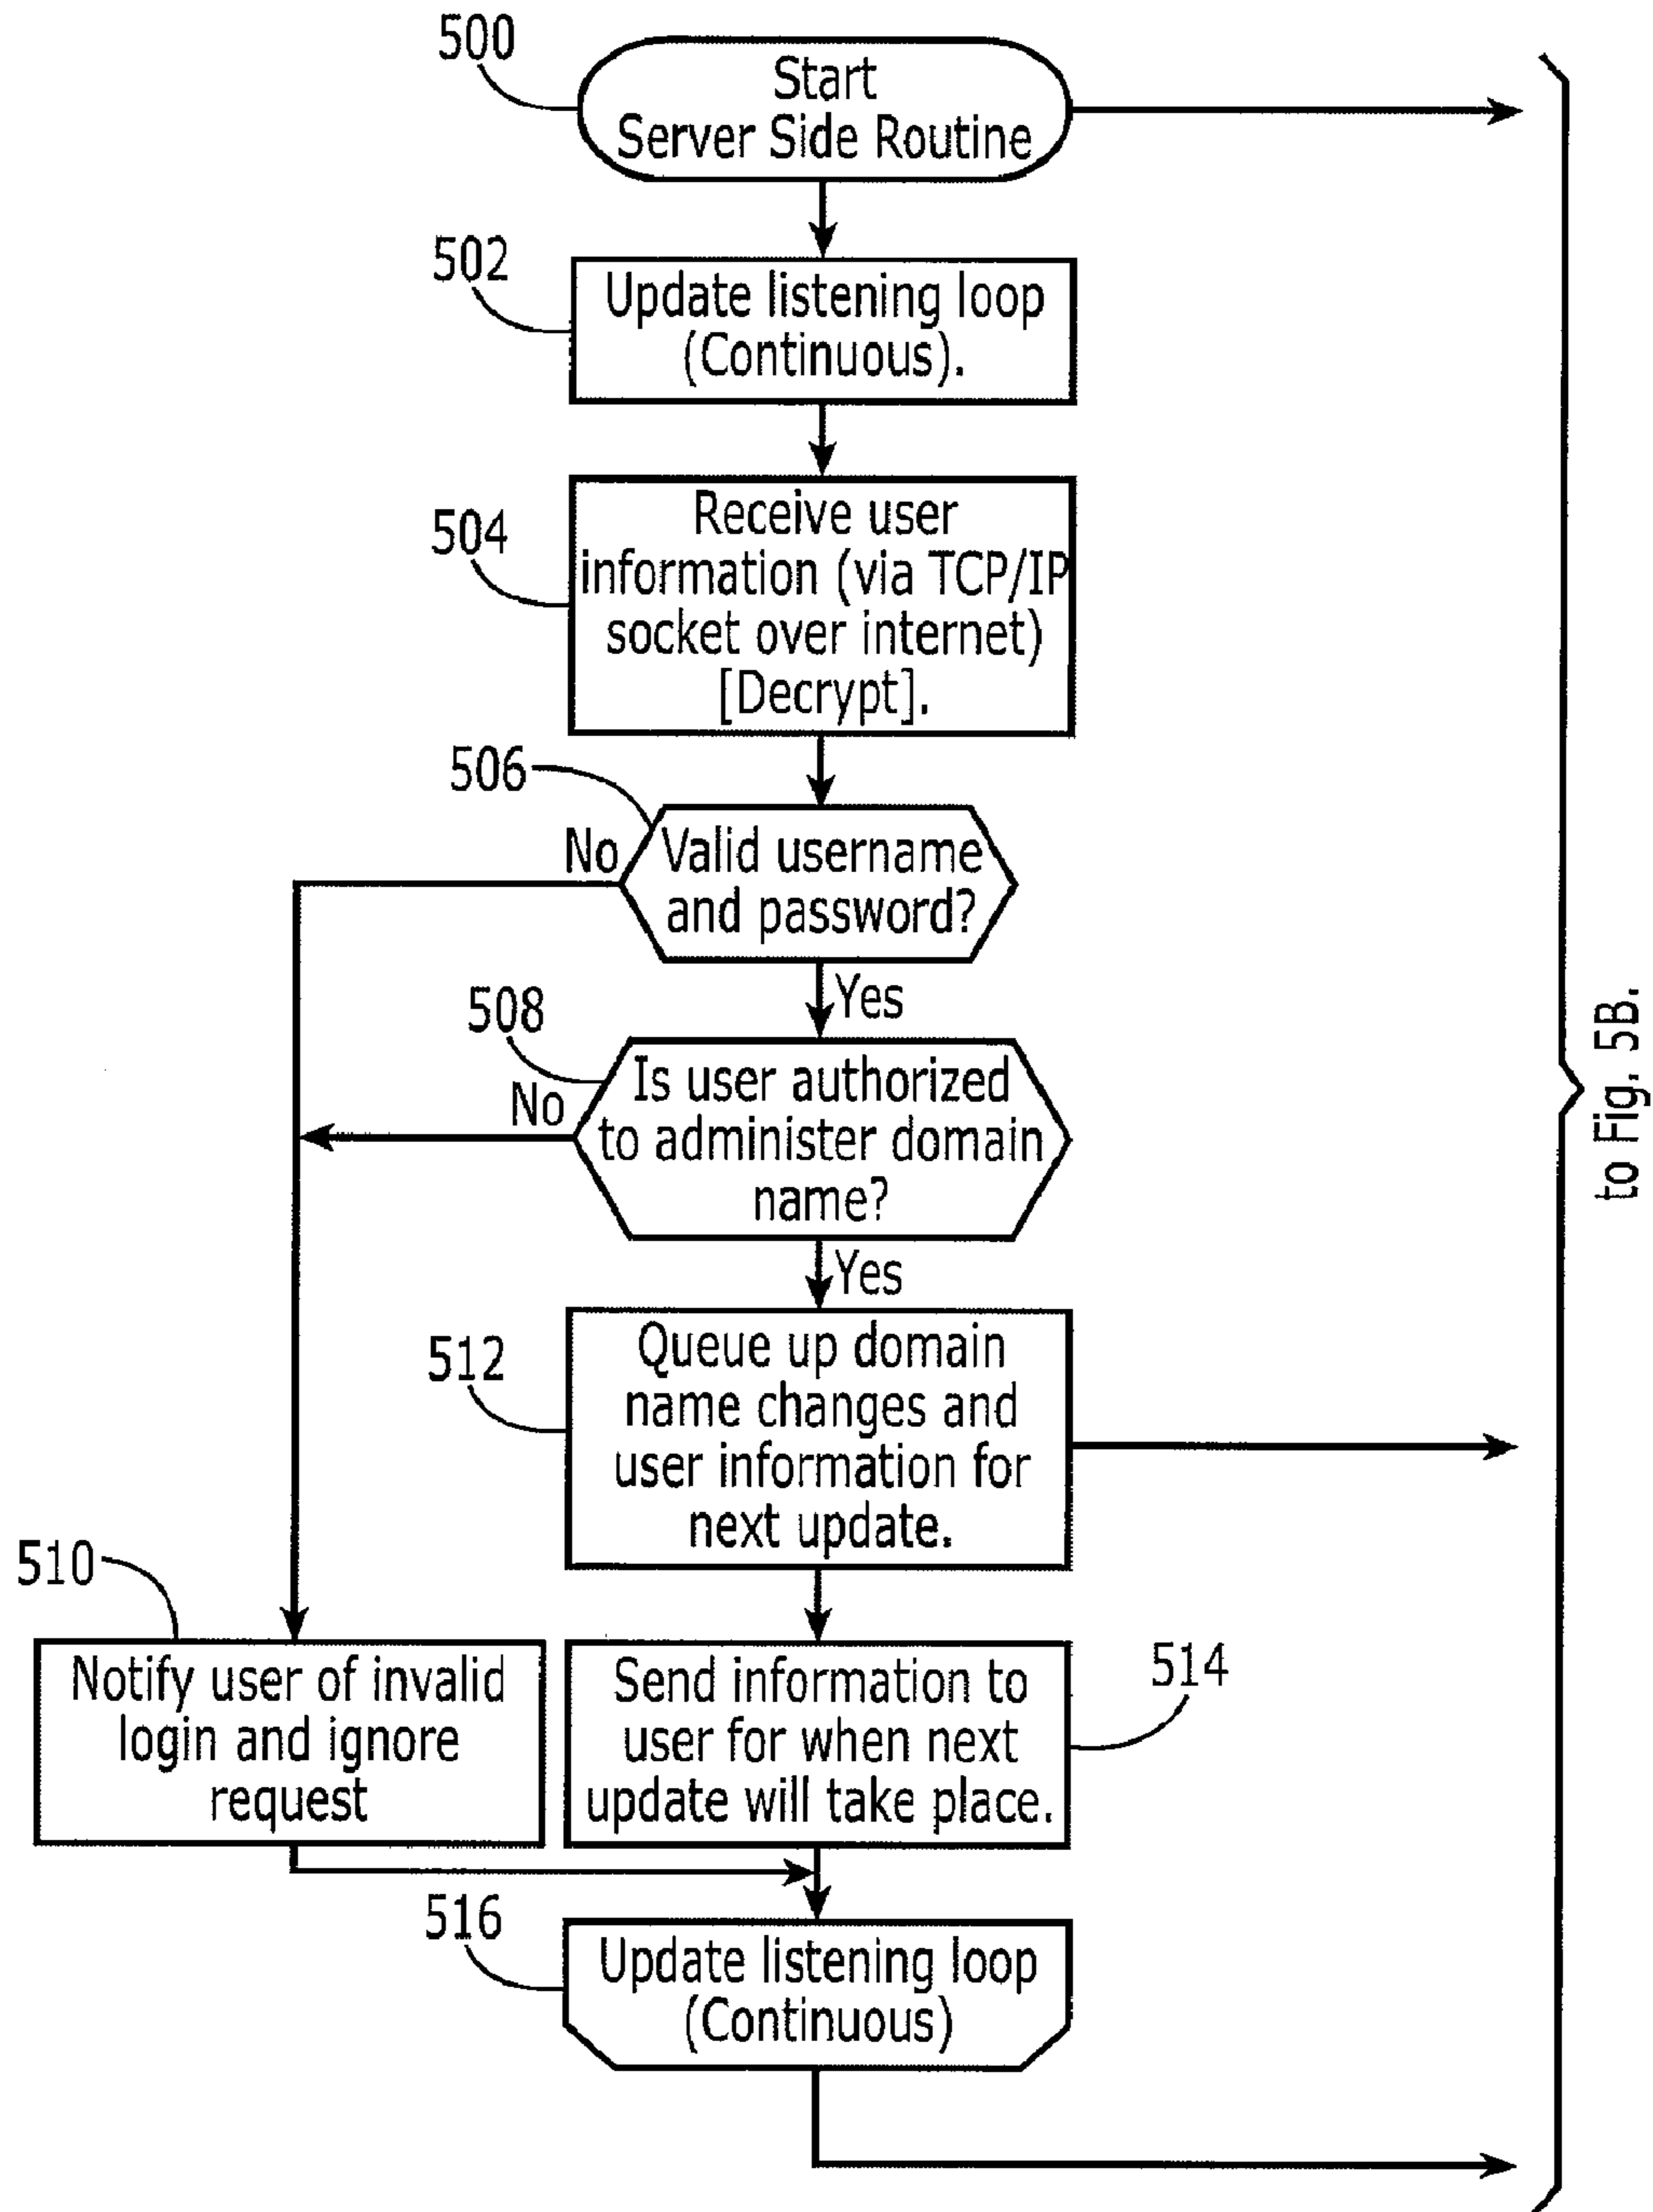 500
Start
Server Side Routine
502
Update listening loop
(Continuous).
504
Receive user
information (via TCP/IP
socket over internet)
[Decrypt].
506
No
Valid username
and password?
Yes
508
No
Is user authorized
to administer domain
name?
Yes
512
Queue up domain
name changes and
user information for
next update.
510
Notify user of invalid
login and ignore
request
Send information to
user for when next
update will take place.
514
516
Update listening loop
(Continuous)
to Fig. 5B.